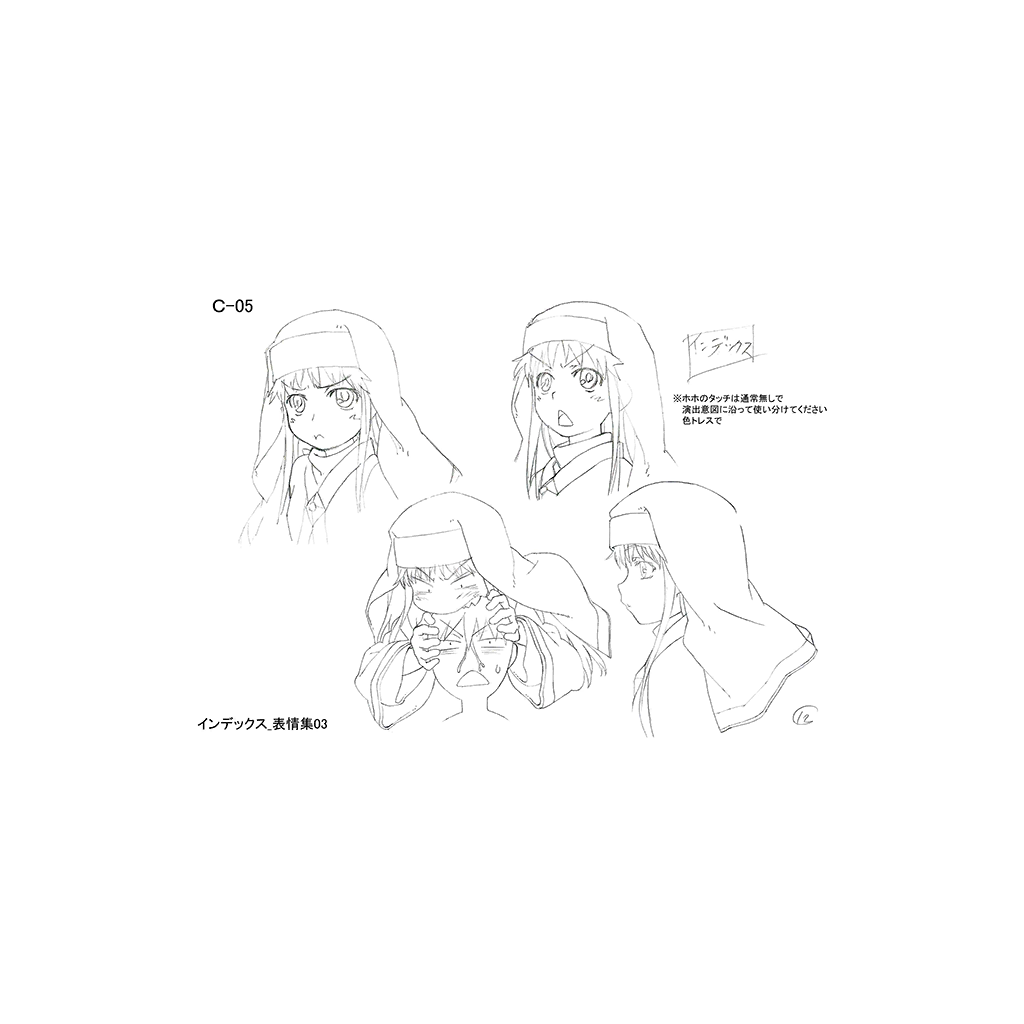 C-05
インデックス
※ホホのタッチは通常無しで
演出意図に沿って使い分けてください
色トレスで
インデックス_表情集03
12